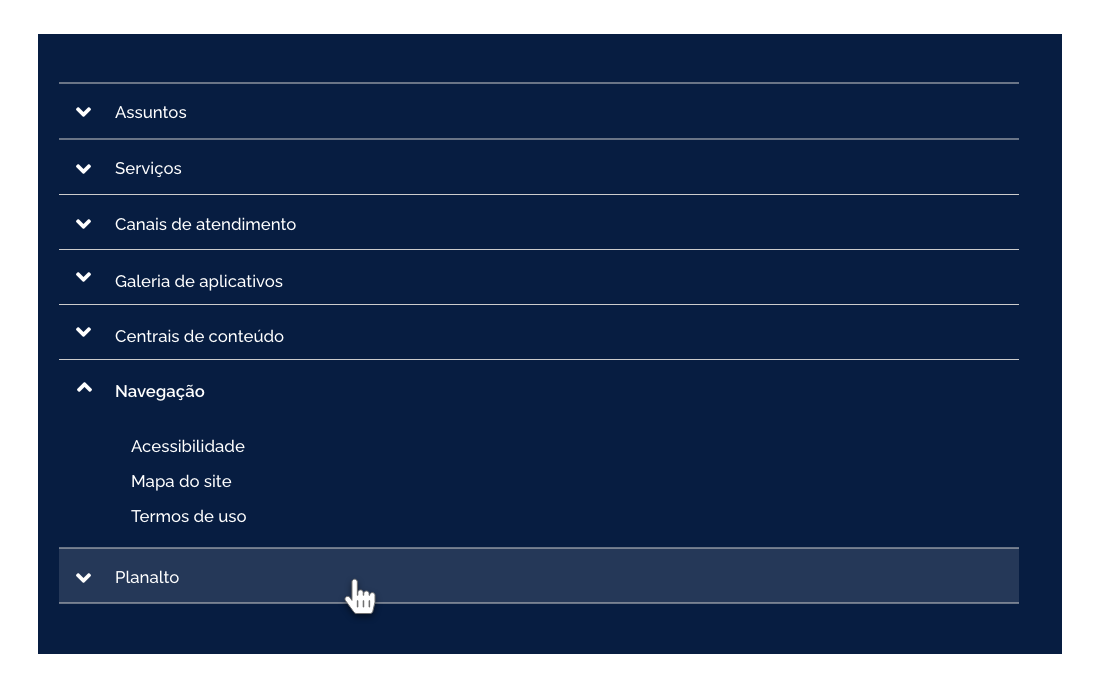 Assuntos
Serviços
Canais de atendimento
Galeria de aplicativos
Centrais de conteúdo
Navegação
Acessibilidade
Mapa do site
Termos de uso
Planalto